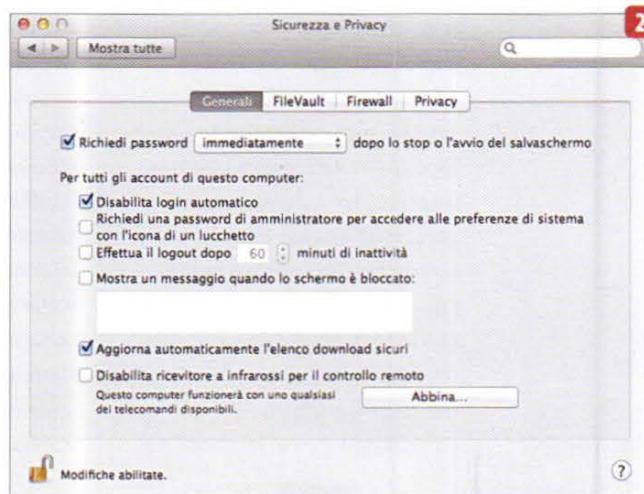 Sicurezza e Privacy
2
Mostra tutte
Generali FileVault Firewall Privacy
Richiedi password immediatamente dopo lo stop o l'avvio del salvaschermo
Per tutti gli account di questo computer:
Disabilita login automatico
Richiedi una password di amministratore per accedere alle preferenze di sistema
con l'icona di un lucchetto
Effettua il logout dopo 60 minuti di inattività
Mostra un messaggio quando lo schermo è bloccato:
Aggiorna automaticamente l'elenco download sicuri
Disabilita ricevitore a infrarossi per il controllo remoto
Questo computer funzionerà con uno qualsiasi
dei telecomandi disponibili.
Abbina...
Modifiche abilitate.
?